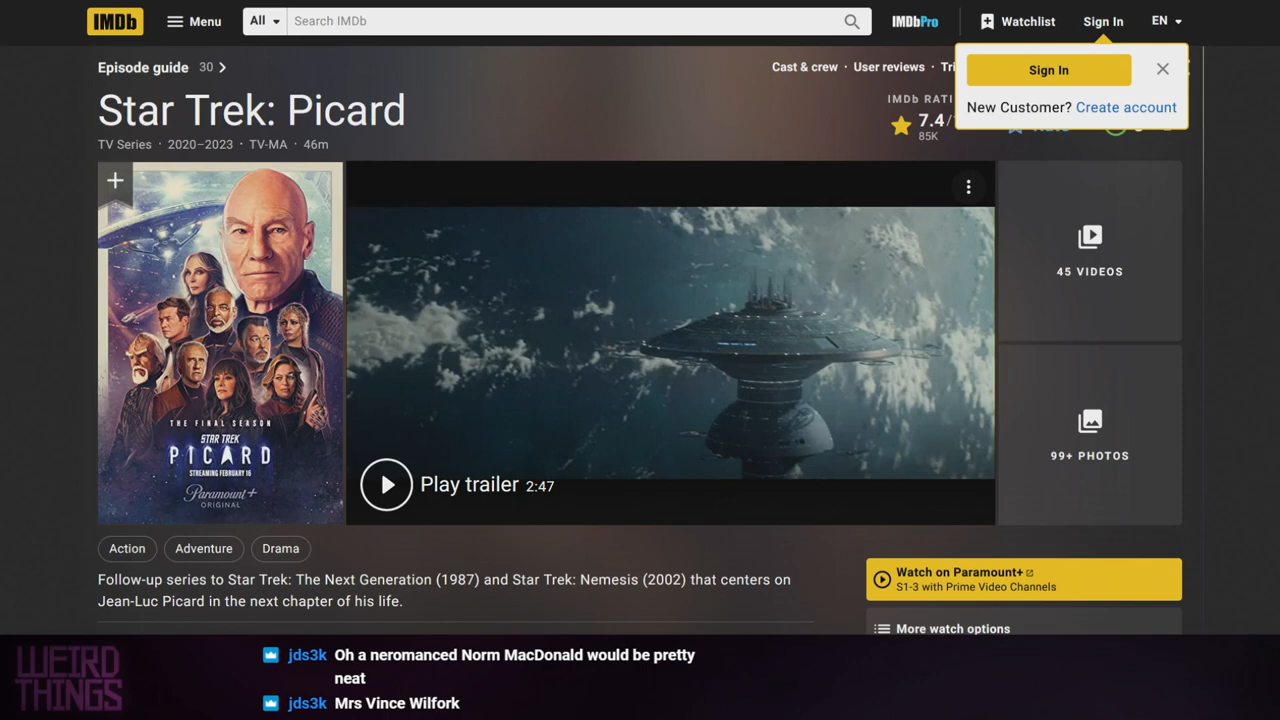 IMDb
Menu
All
Search IMDb
IMDbPro
Watchlist
Sign In
EN
Sign In
New Customer? Create account
Episode guide 30
Cast & crew · User reviews ·
Star Trek: Picard
TV Series · 2020–2023 · TV-MA · 46m
7.4
85K
THE FINAL SEASON
STAR TREK
PICARD
STREAMING FEBRUARY 16
Paramount+
ORIGINAL
Play trailer 2:47
45 VIDEOS
99+ PHOTOS
Action
Adventure
Drama
Follow-up series to Star Trek: The Next Generation (1987) and Star Trek: Nemesis (2002) that centers on
Jean-Luc Picard in the next chapter of his life.
Watch on Paramount+
S1-3 with Prime Video Channels
More watch options
WEIRD
THINGS
jds3k Oh a neromanced Norm MacDonald would be pretty
neat
jds3k Mrs Vince Wilfork